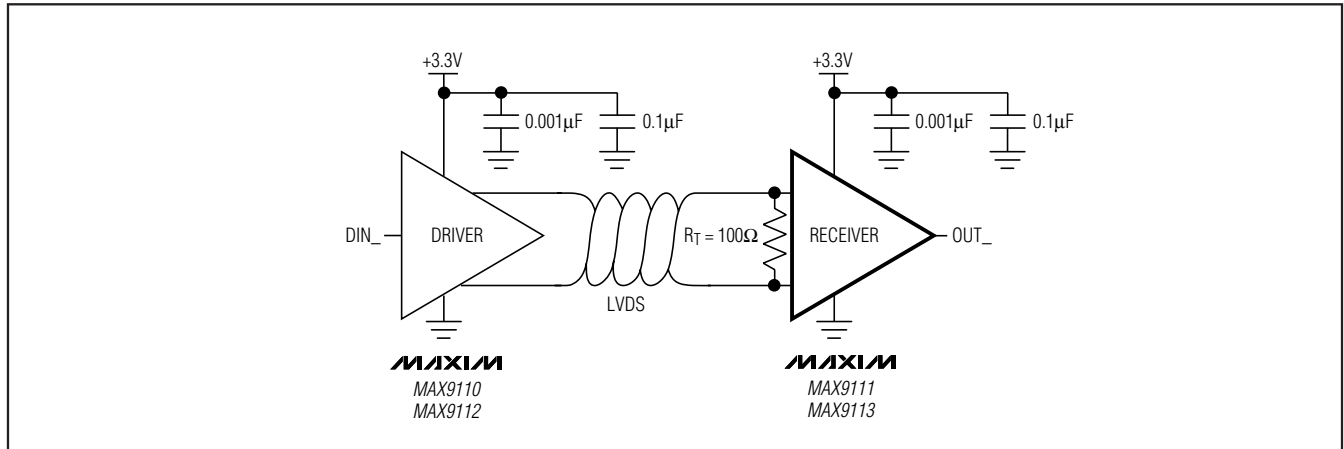 +3.3V
0.001µF
0.1µF
DIN_
DRIVER
LVDS
MAXIM
MAX9110
MAX9112
+3.3V
0.001µF
0.1µF
RT = 100Ω
RECEIVER
OUT_
MAXIM
MAX9111
MAX9113